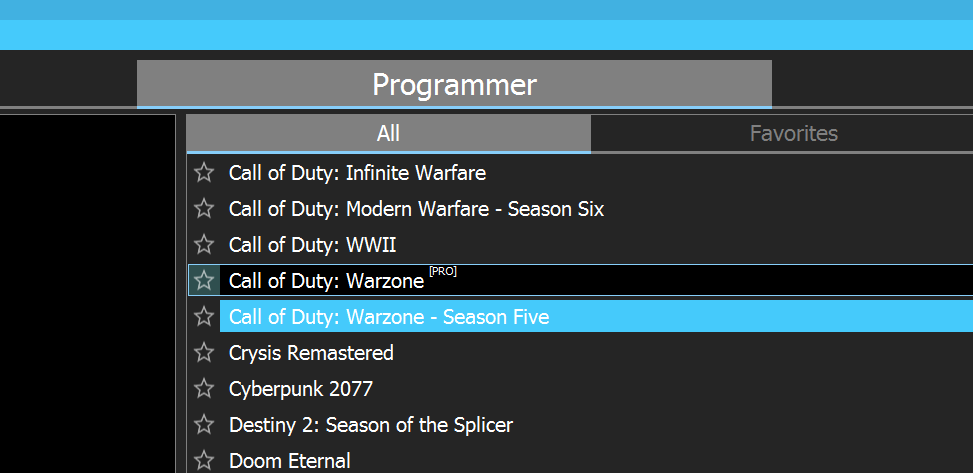 Programmer
All
Favorites
Call of Duty: Infinite Warfare
Call of Duty: Modern Warfare - Season Six
Call of Duty: WWII
Call of Duty: Warzone [PRO]
Call of Duty: Warzone - Season Five
Crysis Remastered
Cyberpunk 2077
Destiny 2: Season of the Splicer
Doom Eternal